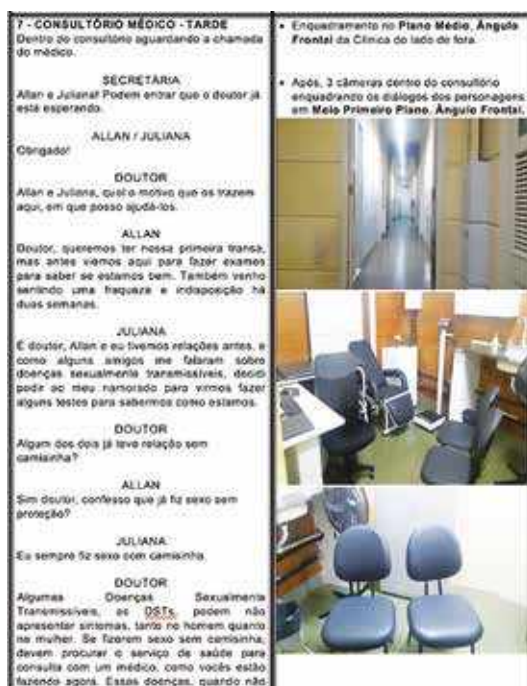 7 - CONSULTÓRIO MÉDICO - TARDE
Dentro do consultório aguardando a chamada
do médico.
SECRETÁRIA
Allan e Juliana! Podem entrar que o doutor já
está esperando.
ALLAN / JULIANA
Obrigado!
DOUTOR
Allan e Juliana, qual o motivo que os trazem
aqui, em que posso ajudá-los.
ALLAN
Doutor, queremos ter nossa primeira transa,
mas antes viemos aqui para fazer exames
para saber se estamos bem. Também venho
sentindo uma fraqueza e indisposição há
duas semanas.
JULIANA
É doutor, Allan e eu tivemos relações antes, e
como alguns amigos me falaram sobre
doenças sexualmente transmissíveis, decidi
pedir ao meu namorado para virmos fazer
alguns testes para sabermos como estamos.
DOUTOR
Algum dos dois já teve relação sem
camisinha?
ALLAN
Sim doutor, confesso que já fiz sexo sem
proteção?
JULIANA
Eu sempre fiz sexo com camisinha.
DOUTOR
Algumas Doenças Sexualmente
Transmissíveis, as DSTs, podem não
apresentar sintomas, tanto no homem quanto
na mulher. Se fizerem sexo sem camisinha,
devem procurar o serviço de saúde para
consulta com um médico, como vocês estão
fazendo agora. Essas doenças, quando não
• Enquadramento no Plano Médio, Ângulo
Frontal da Clínica do lado de fora.
• Após, 3 câmeras dentro do consultório
enquadrando os diálogos dos personagens
em Meio Primeiro Plano, Ângulo Frontal.